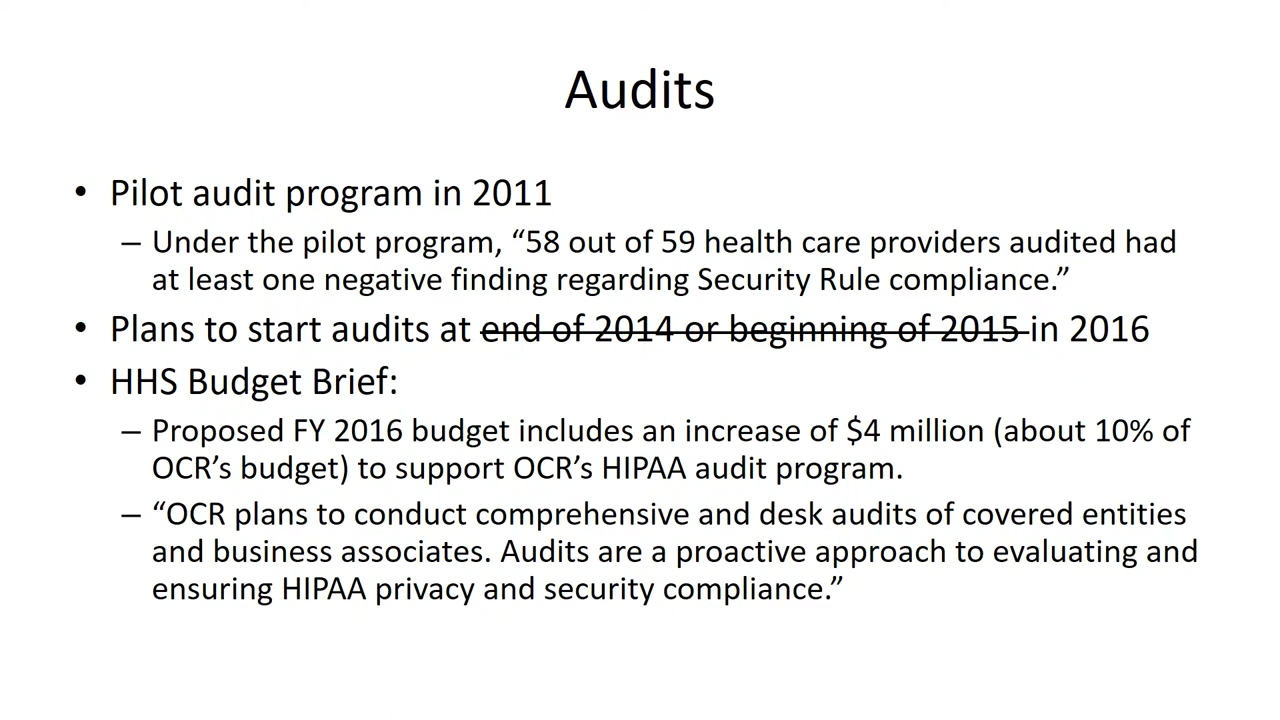 Audits
• Pilot audit program in 2011
– Under the pilot program, “58 out of 59 health care providers audited had
at least one negative finding regarding Security Rule compliance.”
• Plans to start audits at end of 2014 or beginning of 2015 in 2016
• HHS Budget Brief:
– Proposed FY 2016 budget includes an increase of $4 million (about 10% of
OCR’s budget) to support OCR’s HIPAA audit program.
– “OCR plans to conduct comprehensive and desk audits of covered entities
and business associates. Audits are a proactive approach to evaluating and
ensuring HIPAA privacy and security compliance.”